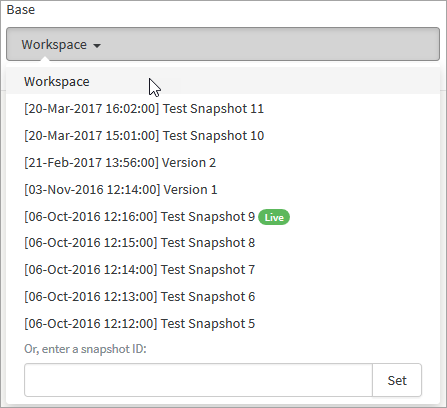 Base
Workspace
Workspace
[20-Mar-2017 16:02:00] Test Snapshot 11
[20-Mar-2017 15:01:00] Test Snapshot 10
[21-Feb-2017 13:56:00] Version 2
[03-Nov-2016 12:14:00] Version 1
[06-Oct-2016 12:16:00] Test Snapshot 9 Live
[06-Oct-2016 12:15:00] Test Snapshot 8
[06-Oct-2016 12:14:00] Test Snapshot 7
[06-Oct-2016 12:13:00] Test Snapshot 6
[06-Oct-2016 12:12:00] Test Snapshot 5
Or, enter a snapshot ID:
Set